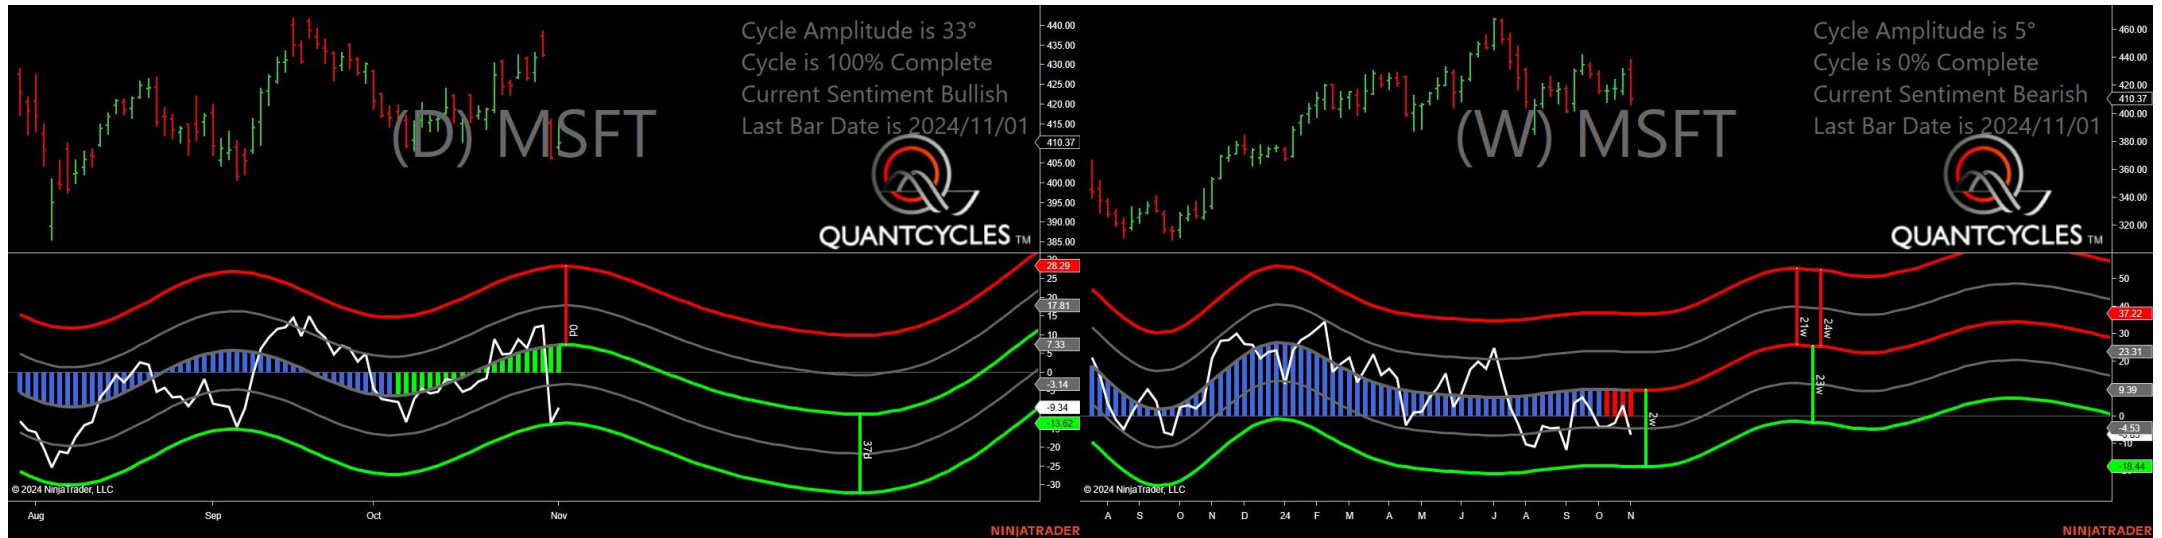 Cycle Amplitude is 33°
Cycle is 100% Complete
Current Sentiment Bullish
Last Bar Date is 2024/11/01
(D) MSFT
QUANTCYCLES TM
440.00
435.00
430.00
425.00
420.00
415.00
410.37
405.00
400.00
395.00
390.00
385.00
28.29
25
20
17.81
15
10
7.33
5
0
-3.14
-9.34
-13.62
-20
-25
-30
0d
37d
© 2024 NinjaTrader, LLC
Aug
Sep
Oct
Nov
NINJATRADER
Cycle Amplitude is 5°
Cycle is 0% Complete
Current Sentiment Bearish
Last Bar Date is 2024/11/01
(W) MSFT
QUANTCYCLES TM
460.00
440.00
420.00
410.37
400.00
380.00
360.00
340.00
320.00
50
40
37.22
30
23.31
20
9.39
0
-4.53
-10
-18.44
21w
24w
23w
2w
© 2024 NinjaTrader, LLC
A S O N D 24 F M A M J J A S O N
NINJATRADER